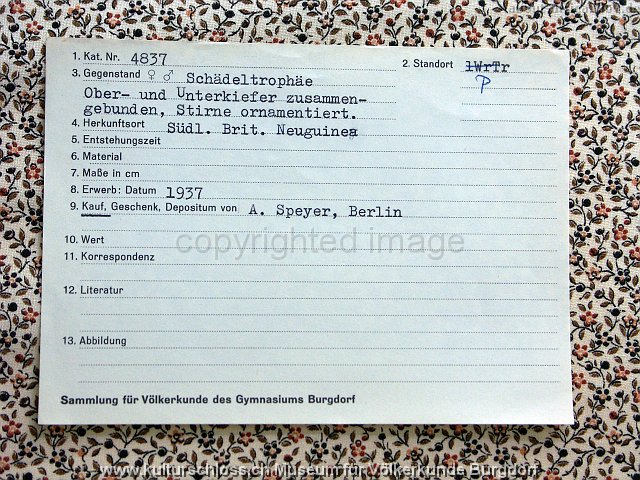 1. Kat. Nr. 4837 2. Standort 1WrTr
3. Gegenstand ♀ ♂ Schädeltrophäe P
Ober- und Unterkiefer zusammen-
gebunden, Stirne ornamentiert.
4. Herkunftsort Südl. Brit. Neuguinea
5. Entstehungszeit
6. Material
7. Maße in cm
8. Erwerb: Datum 1937
9. Kauf, Geschenk, Depositum von A. Speyer, Berlin
10. Wert
copyrighted image
11. Korrespondenz
12. Literatur
13. Abbildung
Sammlung für Völkerkunde des Gymnasiums Burgdorf
www.kulturschloss.ch Museum für Völkerkunde Burgdorf